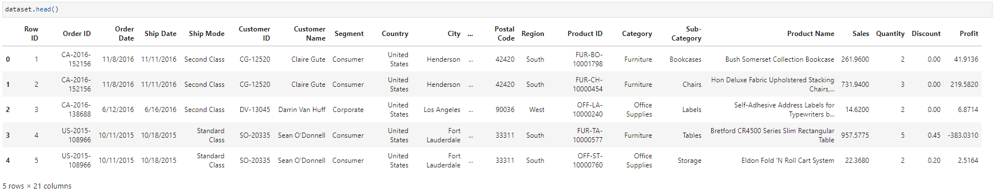 dataset.head()
Row ID Order ID Order Date Ship Date Ship Mode Customer ID Customer Name Segment Country City ... Postal Code Region Product ID Category Sub-Category Product Name Sales Quantity Discount Profit
0 1 CA-2016-152156 11/8/2016 11/11/2016 Second Class CG-12520 Claire Gute Consumer United States Henderson ... 42420 South FUR-BO-10001798 Furniture Bookcases Bush Somerset Collection Bookcase 261.9600 2 0.00 41.9136
1 2 CA-2016-152156 11/8/2016 11/11/2016 Second Class CG-12520 Claire Gute Consumer United States Henderson ... 42420 South FUR-CH-10000454 Furniture Chairs Hon Deluxe Fabric Upholstered Stacking Chairs,... 731.9400 3 0.00 219.5820
2 3 CA-2016-138688 6/12/2016 6/16/2016 Second Class DV-13045 Darrin Van Huff Corporate United States Los Angeles ... 90036 West OFF-LA-10000240 Office Supplies Labels Self-Adhesive Address Labels for Typewriters b... 14.6200 2 0.00 6.8714
3 4 US-2015-108966 10/11/2015 10/18/2015 Standard Class SO-20335 Sean O'Donnell Consumer United States Fort Lauderdale ... 33311 South FUR-TA-10000577 Furniture Tables Bretford CR4500 Series Slim Rectangular Table 957.5775 5 0.45 -383.0310
4 5 US-2015-108966 10/11/2015 10/18/2015 Standard Class SO-20335 Sean O'Donnell Consumer United States Fort Lauderdale ... 33311 South OFF-ST-10000760 Office Supplies Storage Eldon Fold 'N Roll Cart System 22.3680 2 0.20 2.5164
5 rows × 21 columns